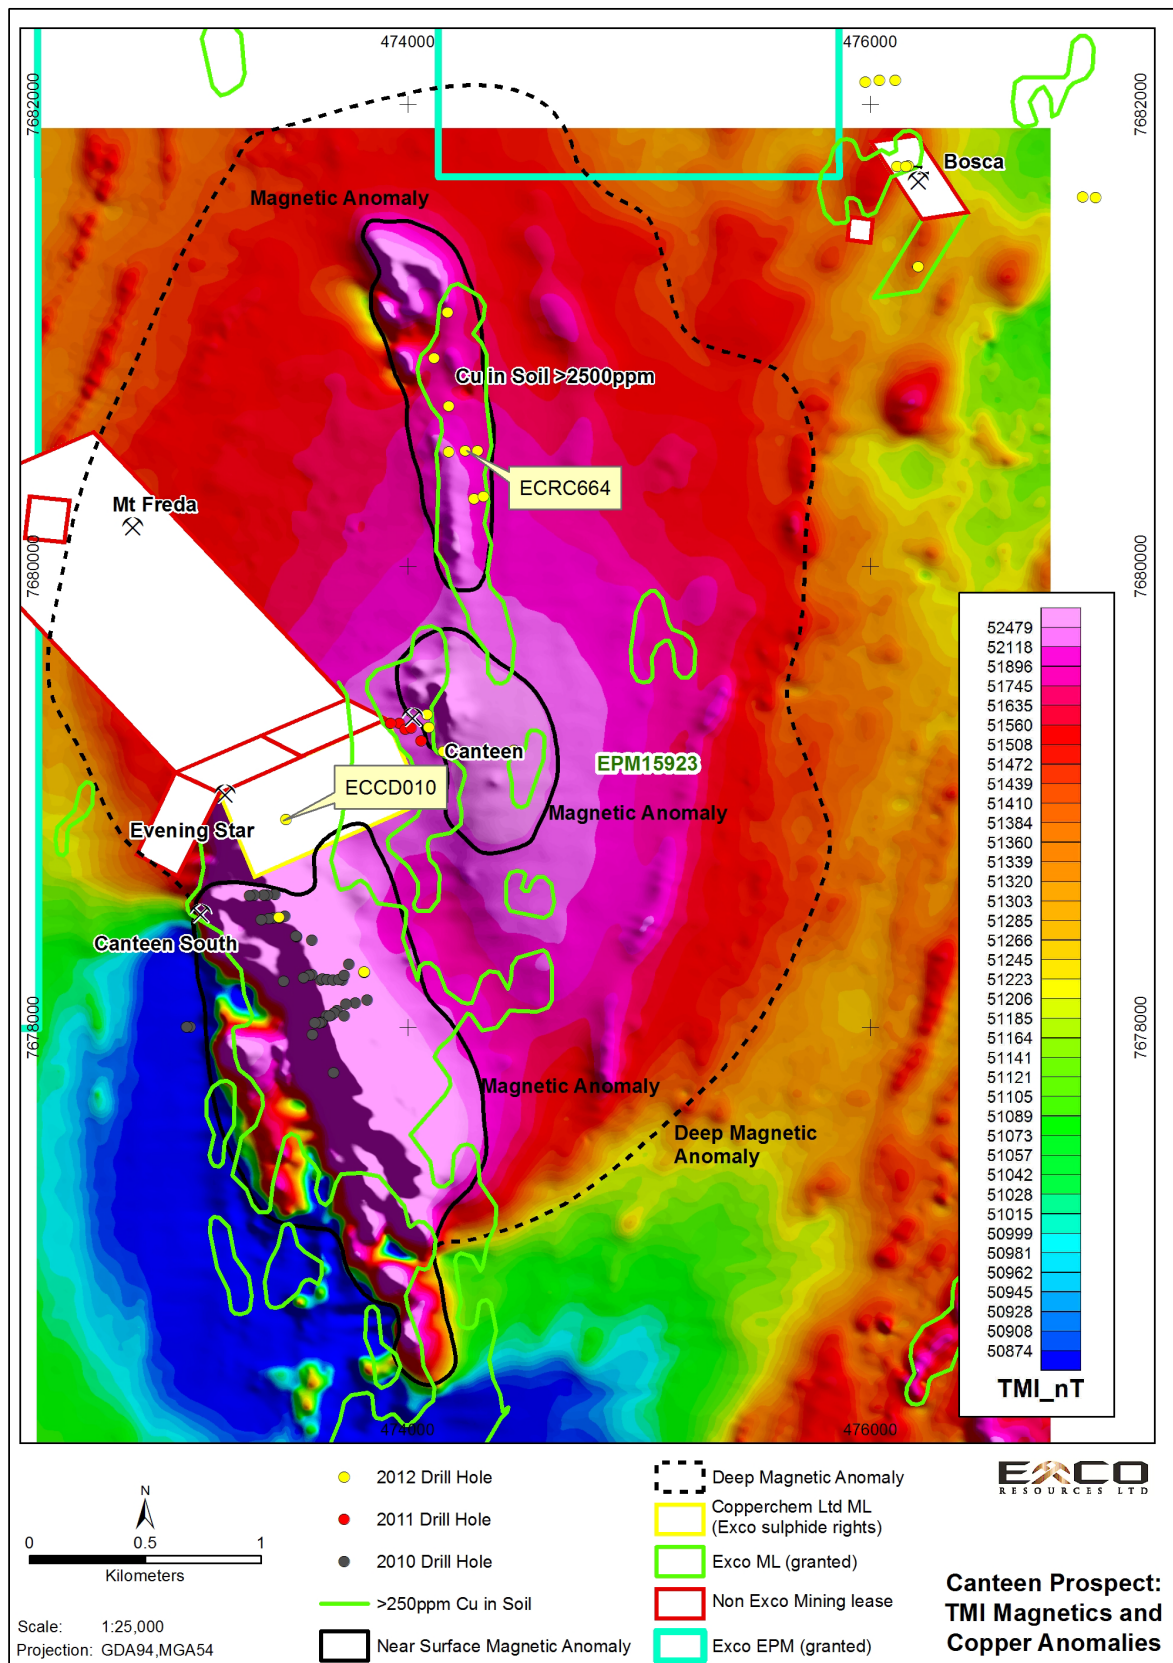 474000
476000
7682000
7682000
Bosca
Magnetic Anomaly
Cu in Soil >2500ppm
ECRC664
Mt Freda
7680000
7680000
Canteen
EPM15923
ECCD010
Magnetic Anomaly
Evening Star
Canteen South
7678000
7678000
Magnetic Anomaly
Deep Magnetic
Anomaly
474000
476000
52479
52118
51896
51745
51635
51560
51508
51472
51439
51410
51384
51360
51339
51320
51303
51285
51266
51245
51223
51206
51185
51164
51141
51121
51105
51089
51073
51057
51042
51028
51015
50999
50981
50962
50945
50928
50908
50874
TMI_nT
N
0 0.5 1
Kilometers
Scale: 1:25,000
Projection: GDA94,MGA54
2012 Drill Hole
2011 Drill Hole
2010 Drill Hole
>250ppm Cu in Soil
Near Surface Magnetic Anomaly
Deep Magnetic Anomaly
Copperchem Ltd ML
(Exco sulphide rights)
Exco ML (granted)
Non Exco Mining lease
Exco EPM (granted)
EXCO
RESOURCES LTD
Canteen Prospect:
TMI Magnetics and
Copper Anomalies